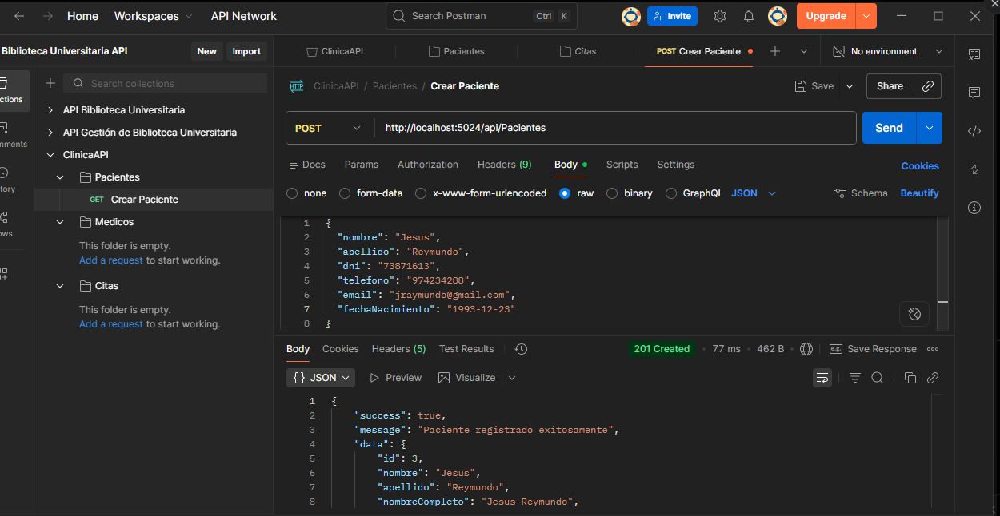 Home Workspaces API Network Search Postman Ctrl K Invite Upgrade
Biblioteca Universitaria API New Import
ClinicaAPI Pacientes Citas POST Crear Paciente No environment
Search collections
ctions
API Biblioteca Universitaria
API Gestión de Biblioteca Universitaria
nments
ClinicaAPI
Pacientes
tory
GET Crear Paciente
Medicos
ows
This folder is empty.
Add a request to start working.
Citas
This folder is empty.
Add a request to start working.
HTTP ClinicaAPI / Pacientes / Crear Paciente Save Share
POST http://localhost:5024/api/Pacientes Send
Docs Params Authorization Headers (9) Body Scripts Settings Cookies
none form-data x-www-form-urlencoded raw binary GraphQL JSON Schema Beautify
1 {
2 "nombre": "Jesus",
3 "apellido": "Reymundo",
4 "dni": "73871613",
5 "telefono": "974234288",
6 "email": "jraymundo@gmail.com",
7 "fechaNacimiento": "1993-12-23"
8 }
Body Cookies Headers (5) Test Results 201 Created • 77 ms • 462 B • e.g. Save Response
{} JSON Preview Visualize
1 {
2 "success": true,
3 "message": "Paciente registrado exitosamente",
4 "data": {
5 "id": 3,
6 "nombre": "Jesus",
7 "apellido": "Reymundo",
8 "nombreCompleto": "Jesus Reymundo",